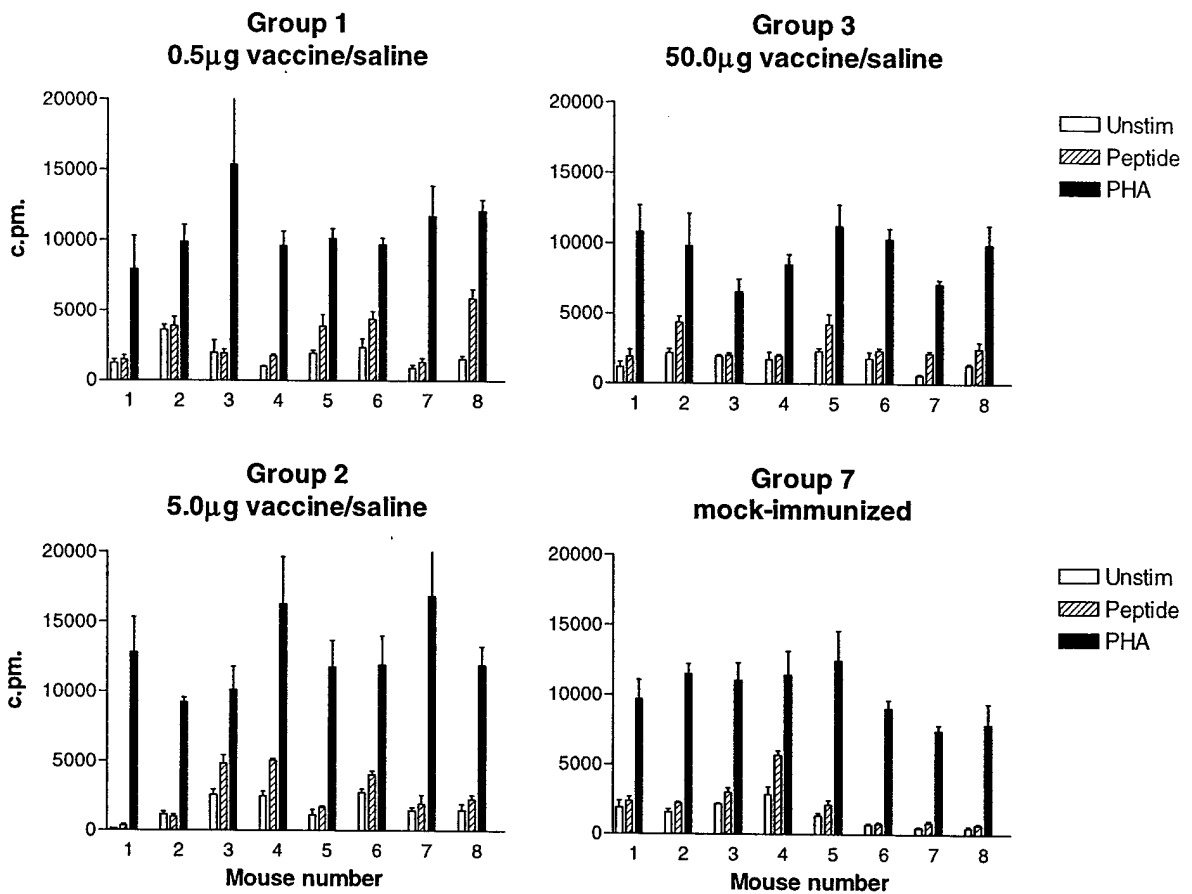 Group 1
0.5µg vaccine/saline
20000
15000
10000
5000
0
c.p.m.
1 2 3 4 5 6 7 8
Group 3
50.0µg vaccine/saline
20000
15000
10000
5000
0
1 2 3 4 5 6 7 8
Unstim
Peptide
PHA
Group 2
5.0µg vaccine/saline
20000
15000
10000
5000
0
c.p.m.
1 2 3 4 5 6 7 8
Mouse number
Group 7
mock-immunized
20000
15000
10000
5000
0
1 2 3 4 5 6 7 8
Mouse number
Unstim
Peptide
PHA